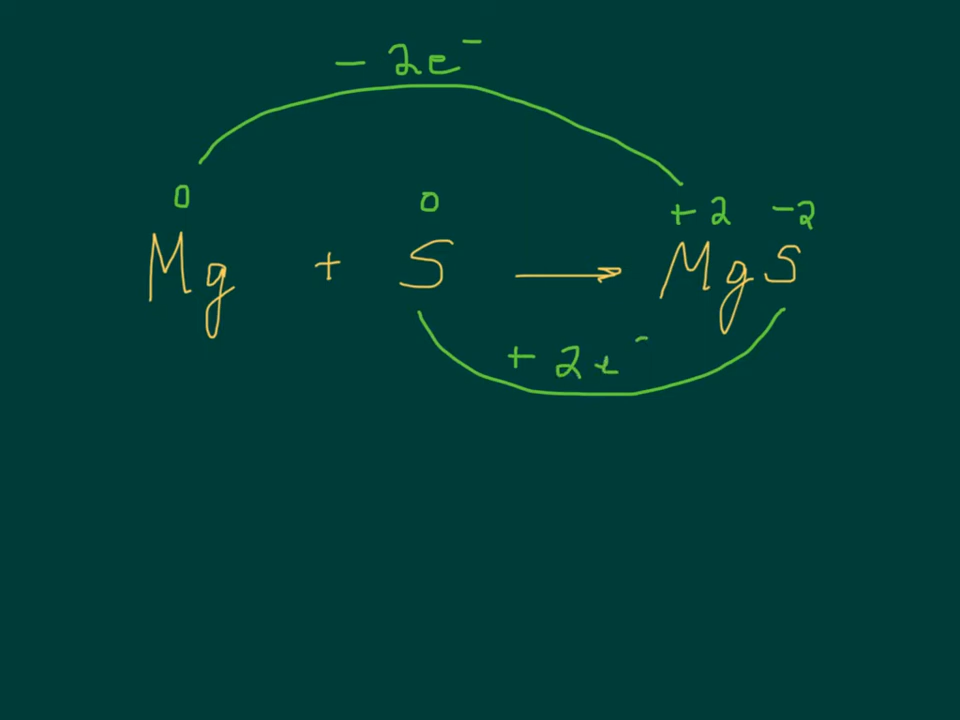 - 2e⁻
0 0 +2 -2
Mg + S → MgS
+ 2e⁻